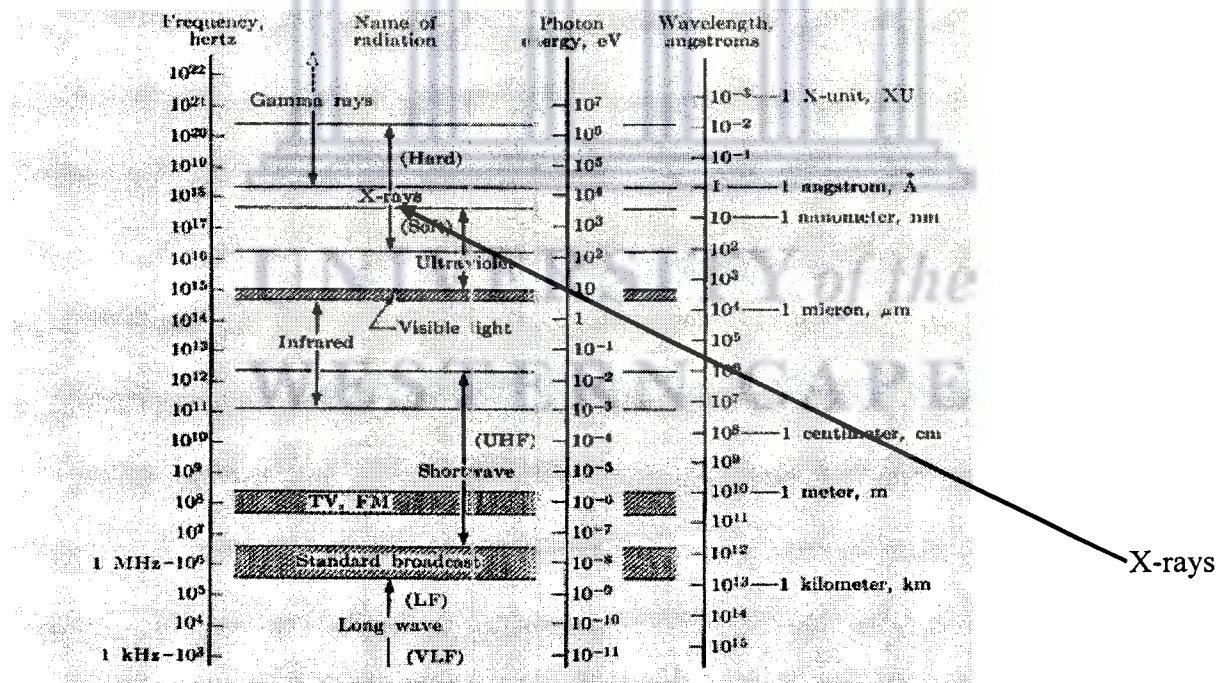 Frequency, hertz
Name of radiation
Photon energy, eV
Wavelength, angstroms
10²²
10²¹
10²⁰
10¹⁹
10¹⁸
10¹⁷
10¹⁶
10¹⁵
10¹⁴
10¹³
10¹²
10¹¹
10¹⁰
10⁹
10⁸
10⁷
1 MHz–10⁶
10⁵
10⁴
1 kHz–10³
Gamma rays
(Hard)
X-rays
(Soft)
Ultraviolet
Visible light
Infrared
(UHF)
Short wave
TV, FM
Standard broadcast
(LF)
Long wave
(VLF)
10⁷
10⁶
10⁵
10⁴
10³
10²
10
1
10⁻¹
10⁻²
10⁻³
10⁻⁴
10⁻⁵
10⁻⁶
10⁻⁷
10⁻⁸
10⁻⁹
10⁻¹⁰
10⁻¹¹
10⁻³—1 X-unit, XU
10⁻²
10⁻¹
1—1 angstrom, Å
10—1 nanometer, nm
10²
10³
10⁴—1 micron, μm
10⁵
10⁶
10⁷
10⁸—1 centimeter, cm
10⁹
10¹⁰—1 meter, m
10¹¹
10¹²
10¹³—1 kilometer, km
10¹⁴
10¹⁵
X-rays
UNIVERSITY of the
WESTERN CAPE